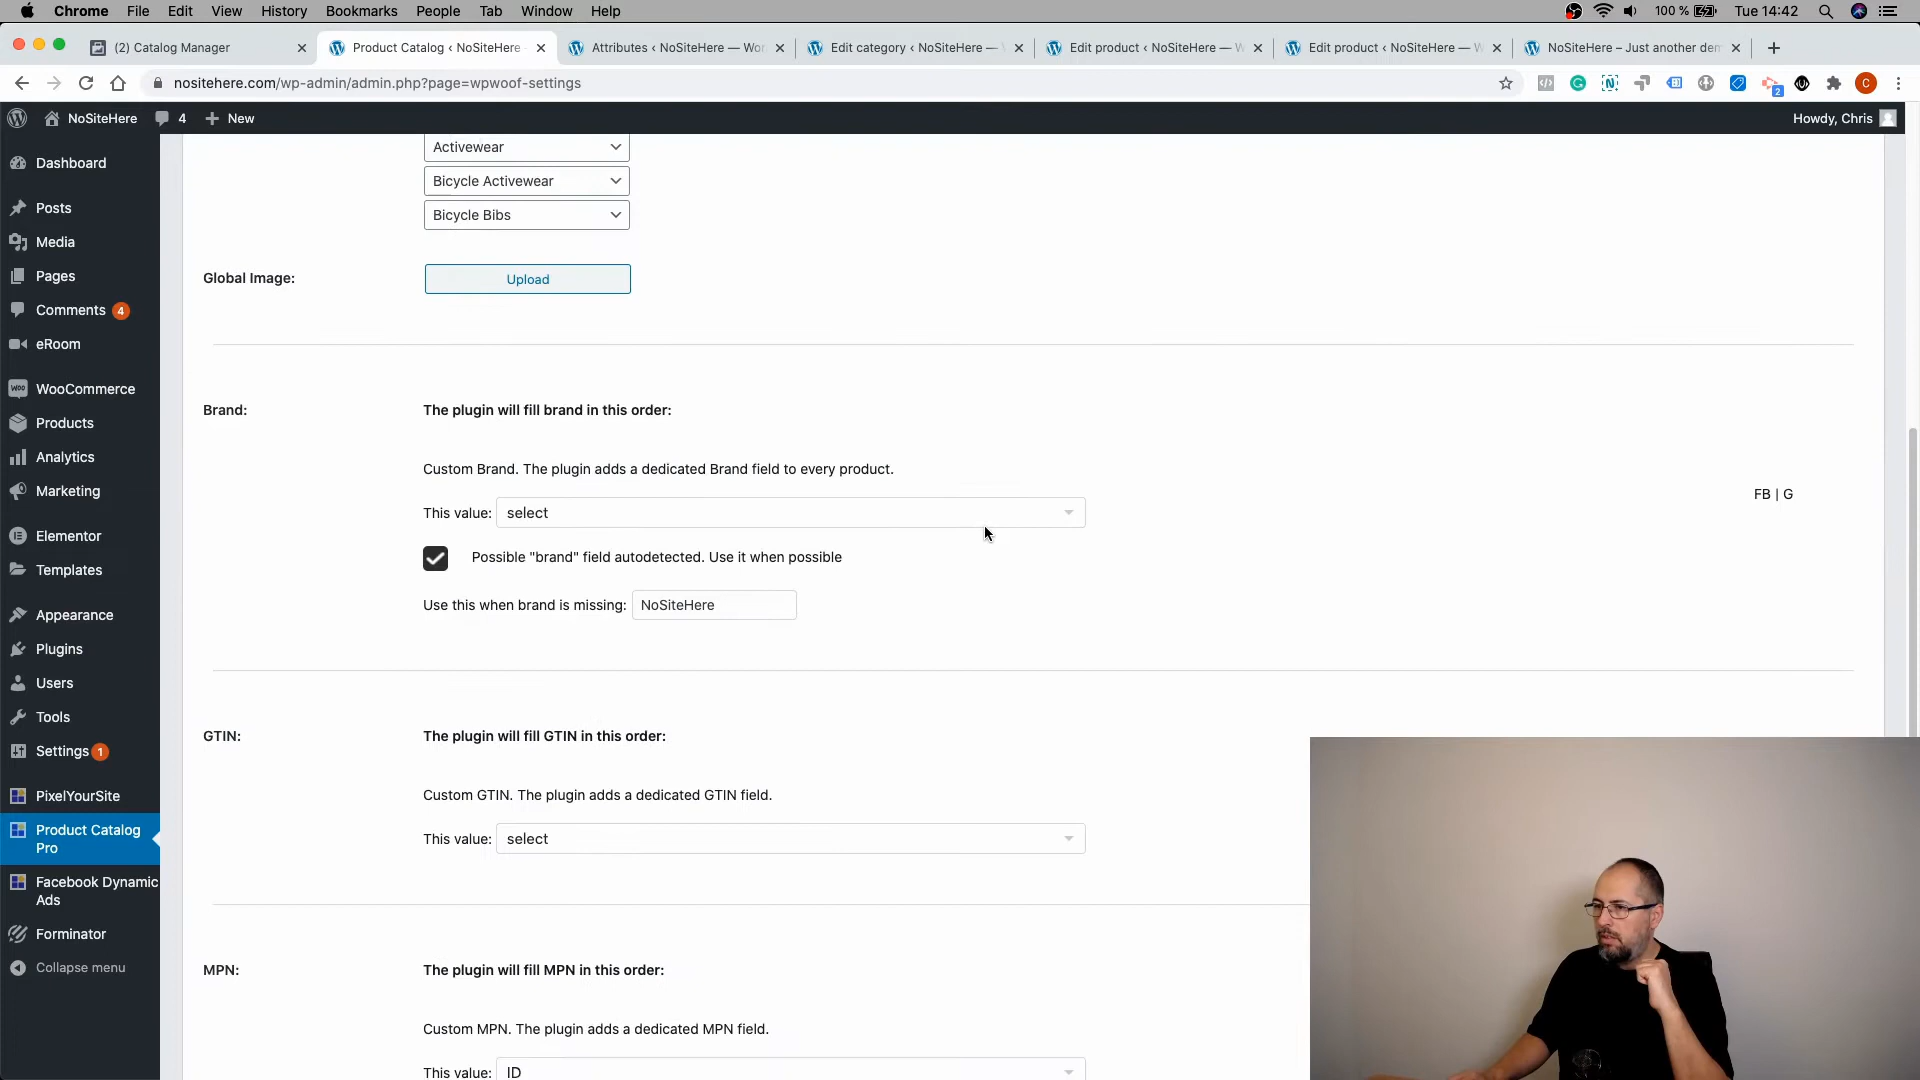 Chrome File Edit View History Bookmarks People Tab Window Help 100 % Tue 14:42
(2) Catalog Manager
Product Catalog ‹ NoSiteHere
Attributes ‹ NoSiteHere — Wor
Edit category ‹ NoSiteHere —
Edit product ‹ NoSiteHere — W
Edit product ‹ NoSiteHere — W
NoSiteHere – Just another dem
nositehere.com/wp-admin/admin.php?page=wpwoof-settings
2
C
NoSiteHere 4 New Howdy, Chris
Dashboard
Posts
Media
Pages
Comments 4
eRoom
WooCommerce
Products
Analytics
Marketing
Elementor
Templates
Appearance
Plugins
Users
Tools
Settings 1
PixelYourSite
Product Catalog
Pro
Facebook Dynamic
Ads
Forminator
Collapse menu
Activewear
Bicycle Activewear
Bicycle Bibs
Global Image: Upload
Brand: The plugin will fill brand in this order:
Custom Brand. The plugin adds a dedicated Brand field to every product.
FB | G
This value: select
Possible "brand" field autodetected. Use it when possible
Use this when brand is missing: NoSiteHere
GTIN: The plugin will fill GTIN in this order:
Custom GTIN. The plugin adds a dedicated GTIN field.
This value: select
MPN: The plugin will fill MPN in this order:
Custom MPN. The plugin adds a dedicated MPN field.
This value: ID